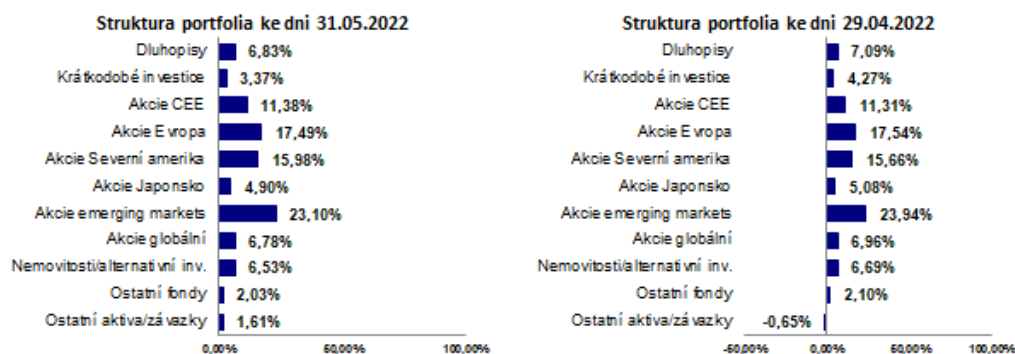 Struktura portfolia ke dni 31.05.2022
Dluhopisy 6,83%
Krátkodobé investice 3,37%
Akcie CEE 11,38%
Akcie Evropa 17,49%
Akcie Severní amerika 15,98%
Akcie Japonsko 4,90%
Akcie emerging markets 23,10%
Akcie globální 6,78%
Nemovitosti/alternativní inv. 6,53%
Ostatní fondy 2,03%
Ostatní aktiva/závazky 1,61%
0,00% 50,00% 100,00%
Struktura portfolia ke dni 29.04.2022
Dluhopisy 7,09%
Krátkodobé investice 4,27%
Akcie CEE 11,31%
Akcie Evropa 17,54%
Akcie Severní amerika 15,66%
Akcie Japonsko 5,08%
Akcie emerging markets 23,94%
Akcie globální 6,96%
Nemovitosti/alternativní inv. 6,69%
Ostatní fondy 2,10%
Ostatní aktiva/závazky -0,65%
-50,00% 0,00% 50,00% 100,00%